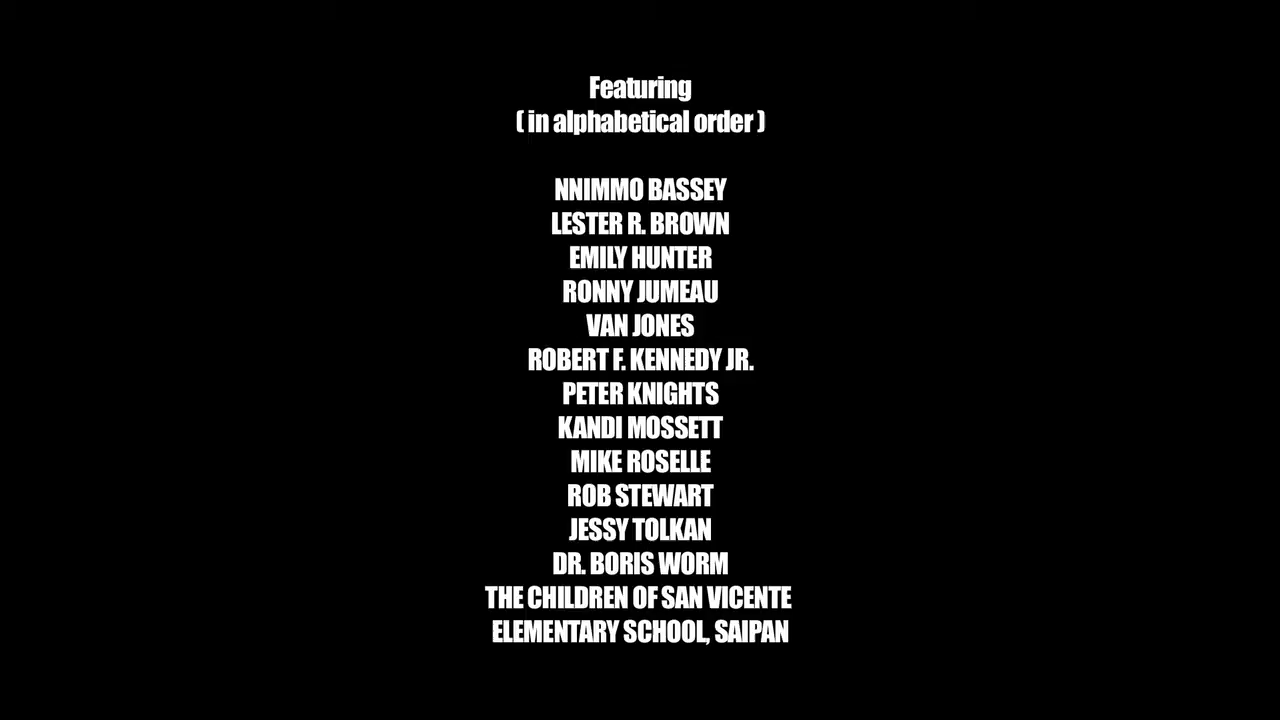 Featuring
( in alphabetical order )
NNIMMO BASSEY
LESTER R. BROWN
EMILY HUNTER
RONNY JUMEAU
VAN JONES
ROBERT F. KENNEDY JR.
PETER KNIGHTS
KANDI MOSSETT
MIKE ROSELLE
ROB STEWART
JESSY TOLKAN
DR. BORIS WORM
THE CHILDREN OF SAN VICENTE
ELEMENTARY SCHOOL, SAIPAN